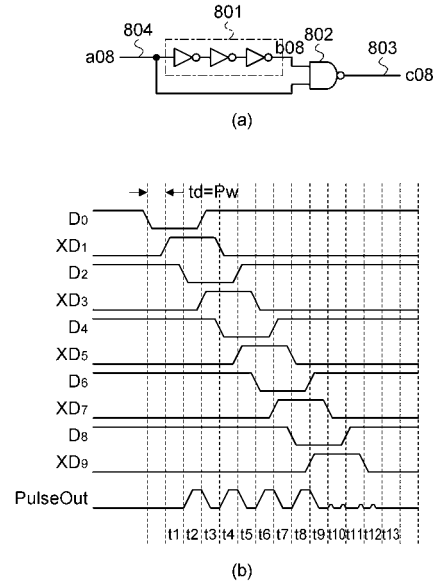 801
804
b08
802
803
a08
c08
(a)
td=Pw
D0
XD1
D2
XD3
D4
XD5
D6
XD7
D8
XD9
PulseOut
t1 t2 t3 t4 t5 t6 t7 t8 t9 t10 t11 t12 t13
(b)